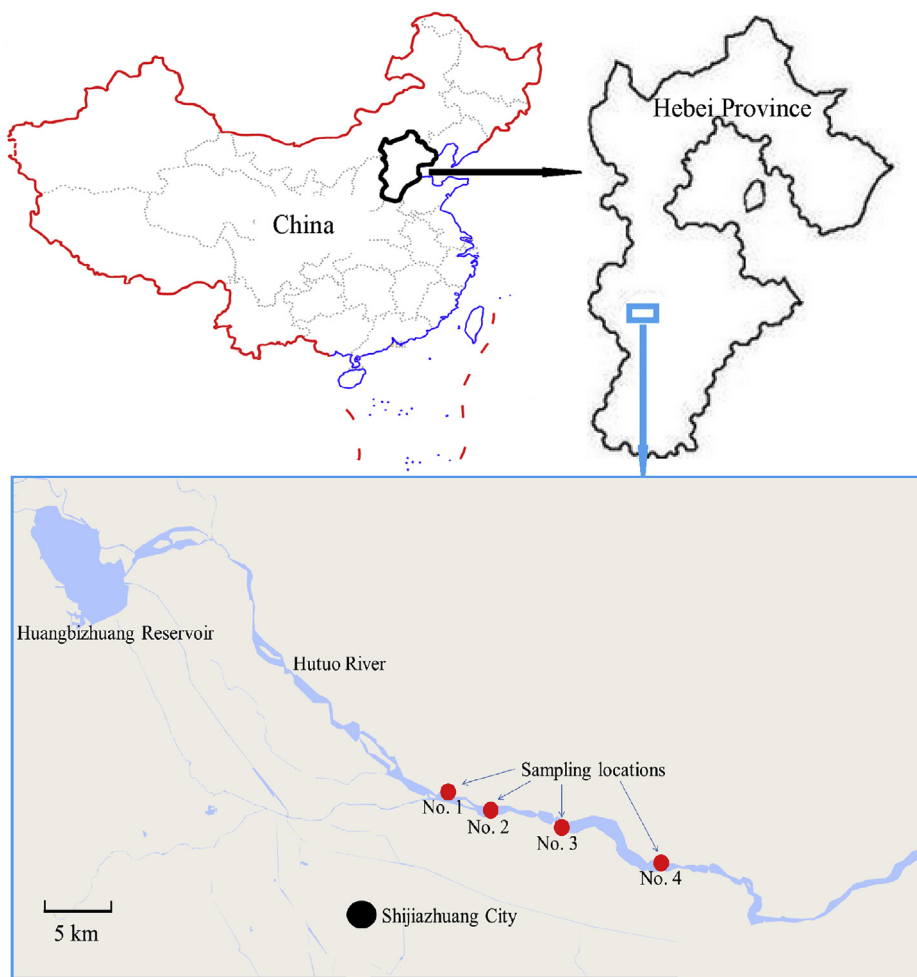 China
Hebei Province
Huangbizhuang Reservoir
Hutuo River
Sampling locations
No. 1
No. 2
No. 3
No. 4
5 km
Shijiazhuang City